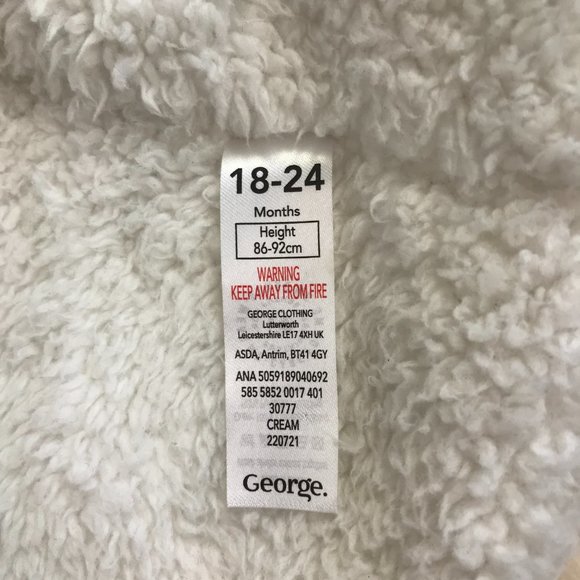 18-24
Months
Height
86-92cm
WARNING
KEEP AWAY FROM FIRE
GEORGE CLOTHING
Lutterworth
Leicestershire LE17 4XH UK
ASDA, Antrim, BT41 4GY
ANA 5059189040692
585 5852 0017 401
30777
CREAM
220721
George.